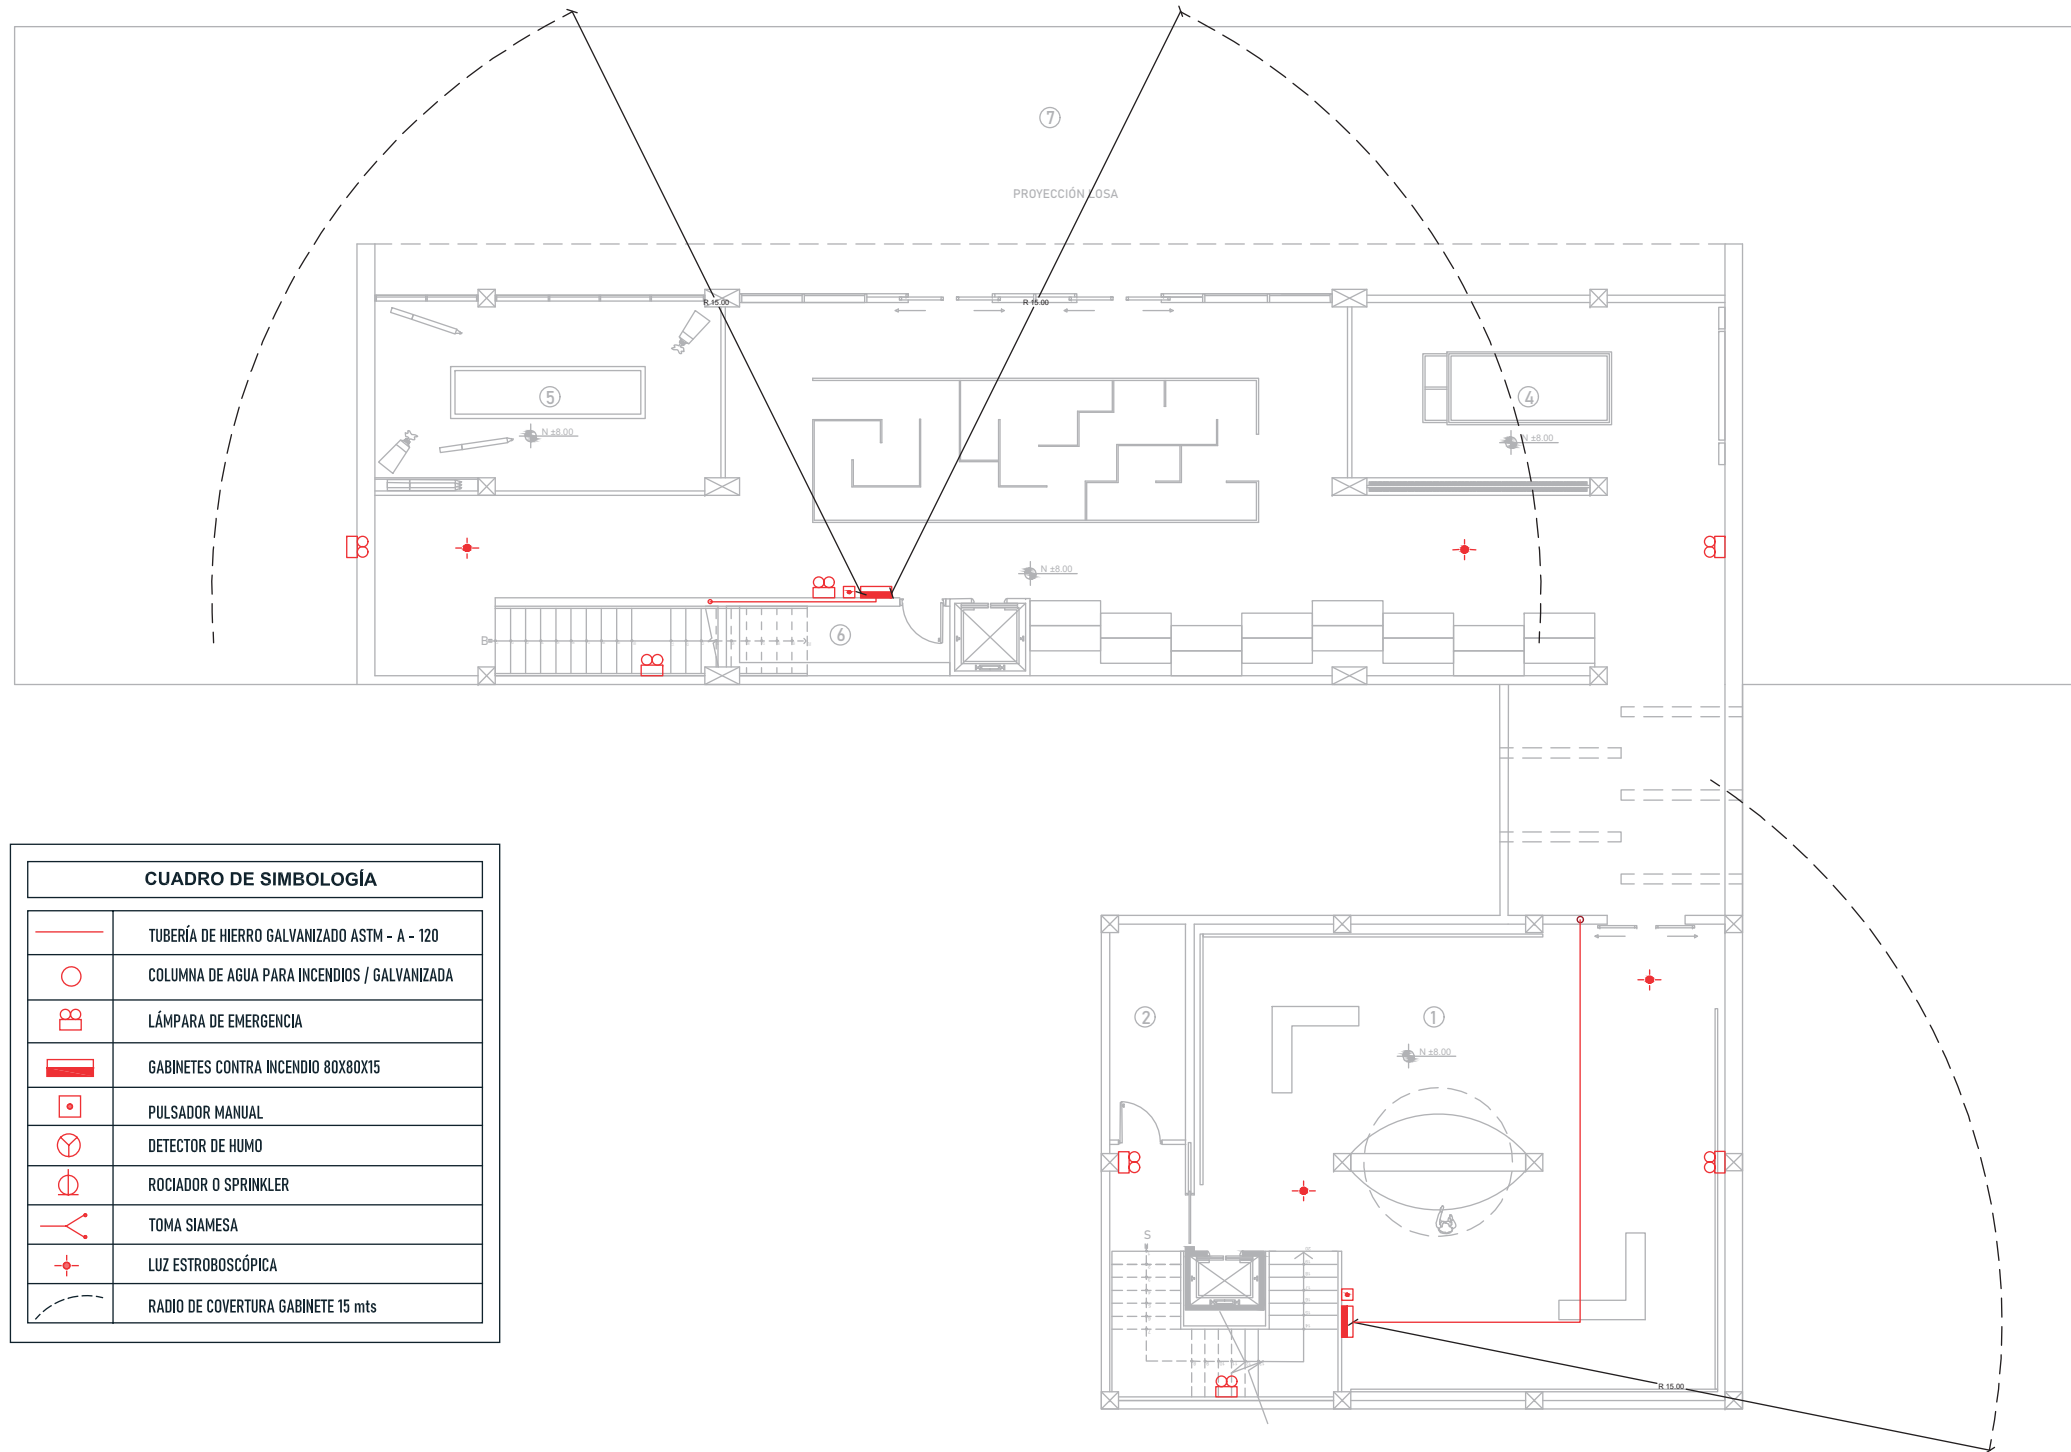 7
PROYECCIÓN LOSA
R 15.00
R 15.00
5
N ±8.00
4
N ±8.00
N ±8.00
6
B
CUADRO DE SIMBOLOGÍA
TUBERÍA DE HIERRO GALVANIZADO ASTM - A - 120
COLUMNA DE AGUA PARA INCENDIOS / GALVANIZADA
LÁMPARA DE EMERGENCIA
GABINETES CONTRA INCENDIO 80X80X15
PULSADOR MANUAL
DETECTOR DE HUMO
ROCIADOR O SPRINKLER
TOMA SIAMESA
LUZ ESTROBOSCÓPICA
RADIO DE COVERTURA GABINETE 15 mts
2
1
N ±8.00
S
R 15.00